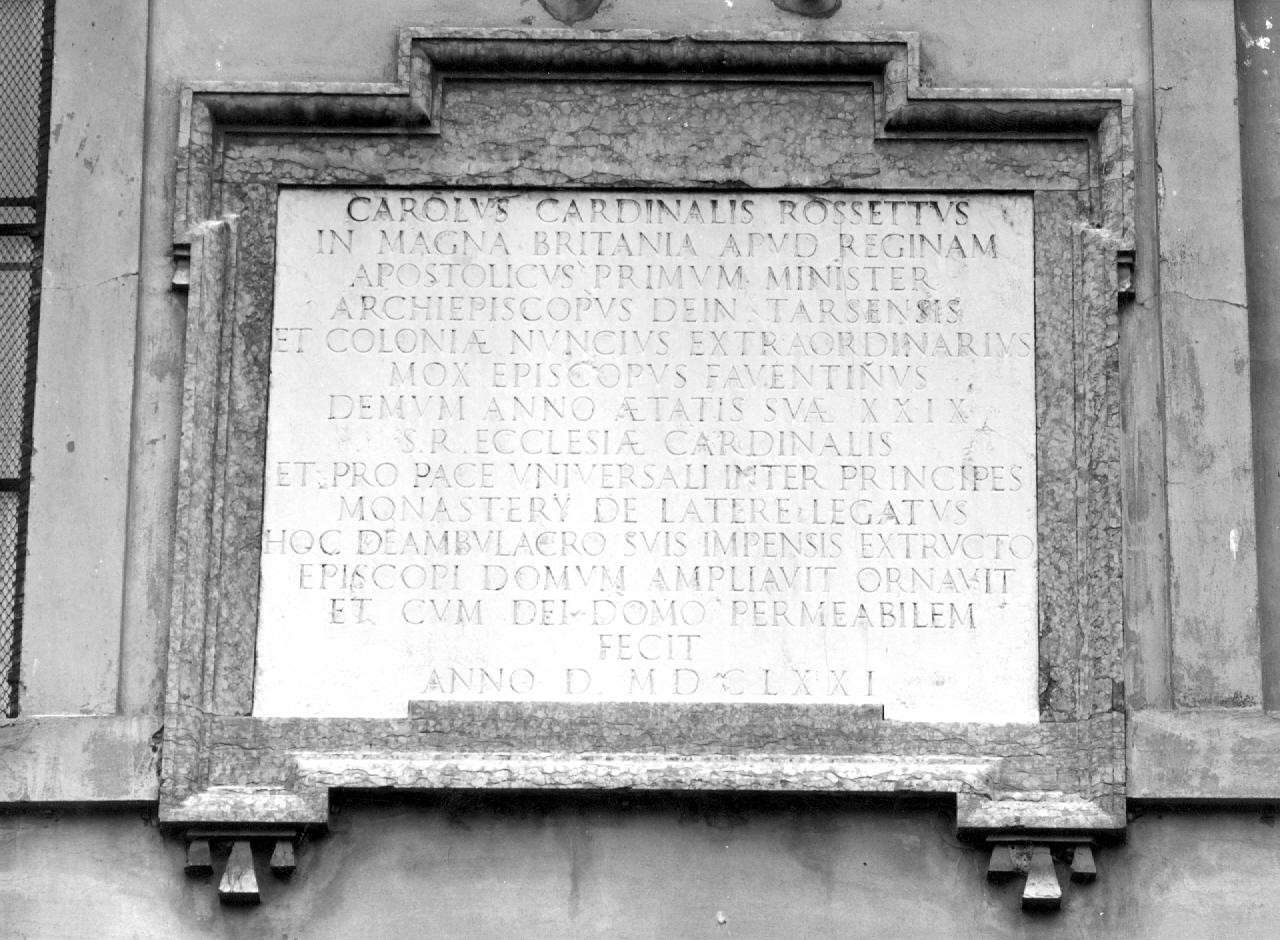 CAROLVS CARDINALIS ROSSETTVS
IN MAGNA BRITANIA APVD REGINAM
APOSTOLICVS PRIMVM MINISTER
ARCHIEPISCOPVS DEIN TARSENSIS
ET COLONIÆ NVNCIVS EXTRAORDINARIVS
MOX EPISCOPVS FAVENTINVS
DEMVM ANNO ÆTATIS SVÆ XXIX
S.R.ECCLESIÆ CARDINALIS
ET PRO PACE VNIVERSALI INTER PRINCIPES
MONASTERY DE LATERE LEGATVS
HOC DEAMBVLACRO SVIS IMPENSIS EXTRVCTO
EPISCOPI DOMVM AMPLIAVIT ORNAVIT
ET CVM DEI DOMO PERMEABILEM
FECIT
ANNO D. MDCLXXXI